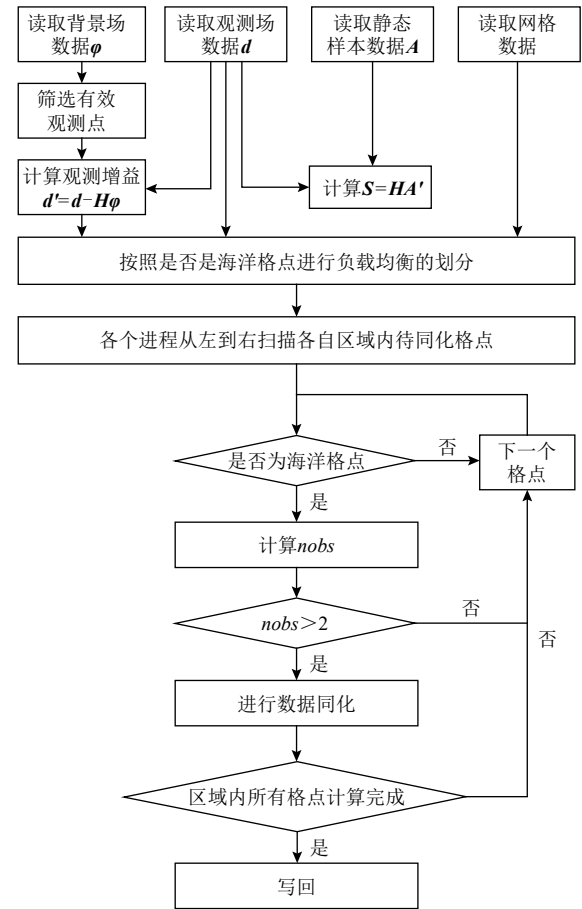 读取背景场
数据φ
读取观测场
数据d
读取静态
样本数据A
读取网格
数据
筛选有效
观测点
计算观测增益
d′=d−Hφ
计算S=HA′
按照是否是海洋格点进行负载均衡的划分
各个进程从左到右扫描各自区域内待同化格点
是否为海洋格点
否
下一个
格点
是
计算nobs
nobs＞2
否
否
是
进行数据同化
区域内所有格点计算完成
是
写回